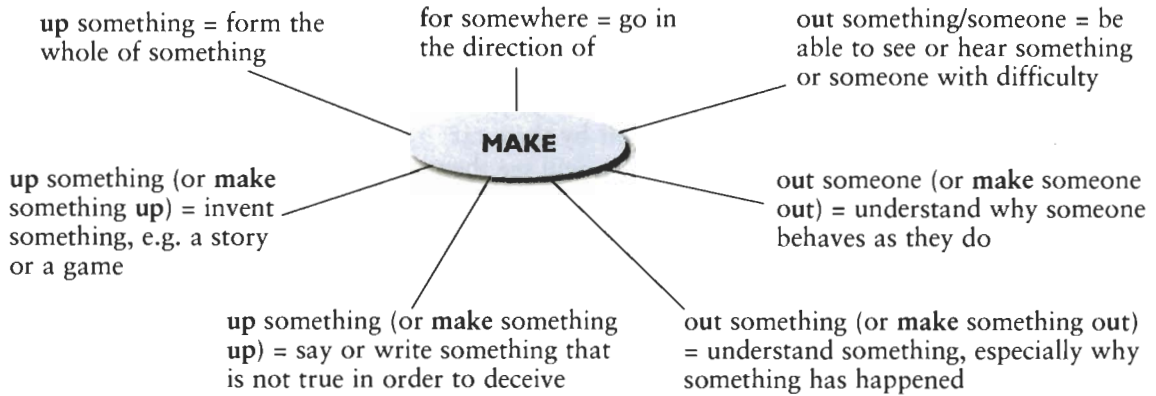 up something = form the
whole of something
for somewhere = go in
the direction of
out something/someone = be
able to see or hear something
or someone with difficulty
MAKE
up something (or make
something up) = invent
something, e.g. a story
or a game
out someone (or make someone
out) = understand why someone
behaves as they do
up something (or make something
up) = say or write something that
is not true in order to deceive
out something (or make something out)
= understand something, especially why
something has happened